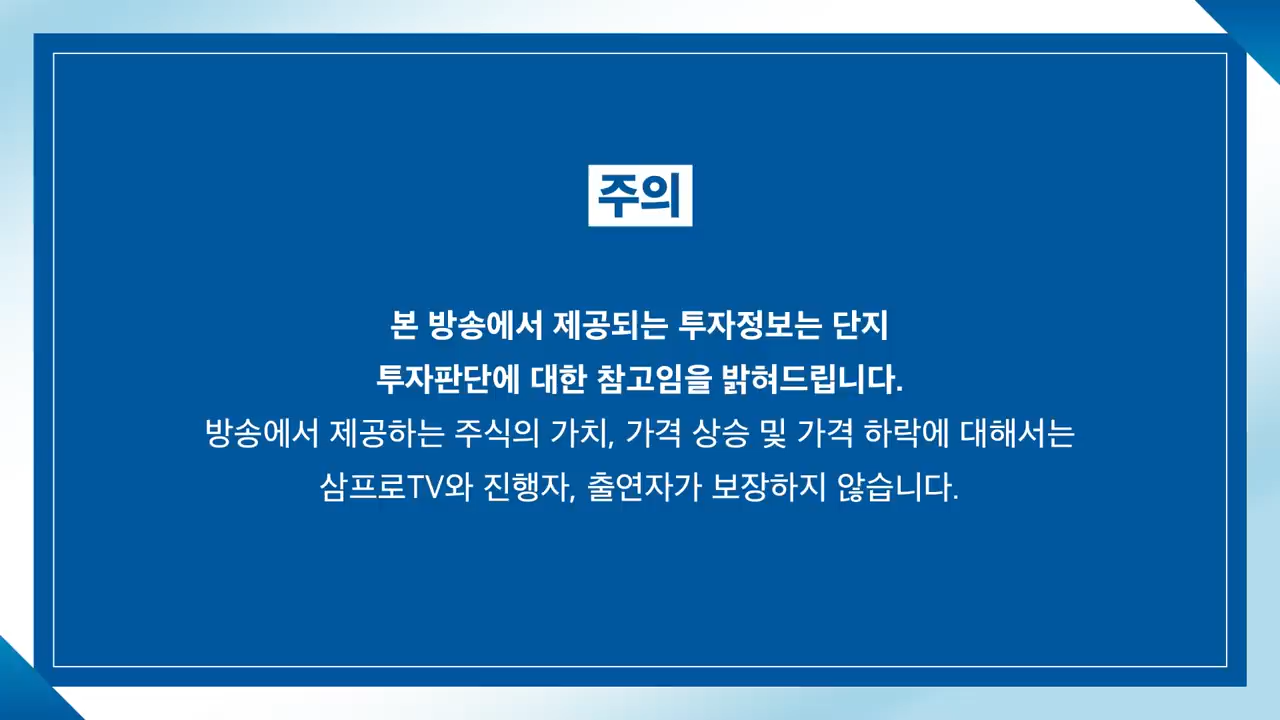 주의
본 방송에서 제공되는 투자정보는 단지
투자판단에 대한 참고임을 밝혀드립니다.
방송에서 제공하는 주식의 가치, 가격 상승 및 가격 하락에 대해서는
삼프로TV와 진행자, 출연자가 보장하지 않습니다.